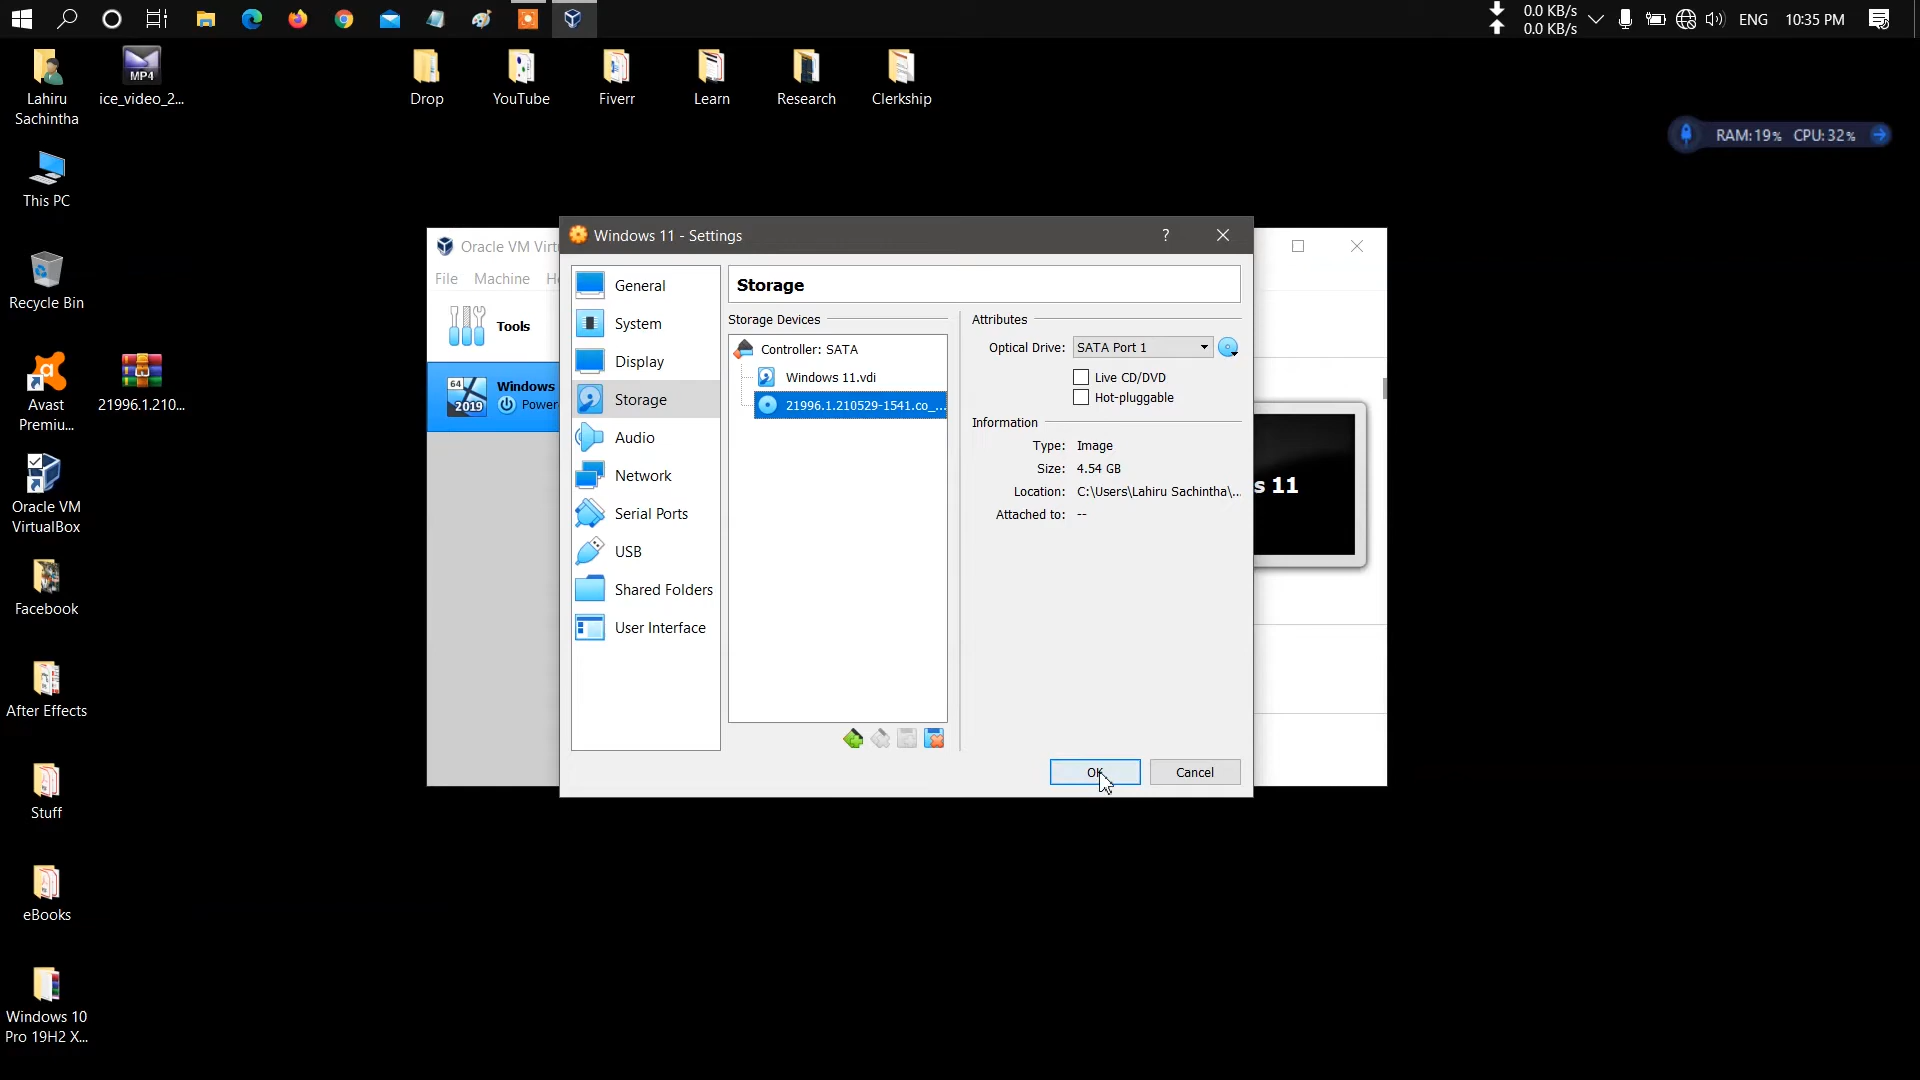 0.0 KB/s
0.0 KB/s
ENG
10:35 PM
Lahiru
Sachintha
MP4
ice_video_2...
Drop
YouTube
Fiverr
Learn
Research
Clerkship
RAM:19% CPU:32%
This PC
Recycle Bin
Avast
Premiu...
21996.1.210...
Oracle VM
VirtualBox
Facebook
After Effects
Stuff
eBooks
Windows 10
Pro 19H2 X...
Oracle VM Virt
File
Machine
He
Tools
64
2019
Windows
Power
s 11
Windows 11 - Settings
?
General
System
Display
Storage
Audio
Network
Serial Ports
USB
Shared Folders
User Interface
Storage
Storage Devices
Controller: SATA
Windows 11.vdi
21996.1.210529-1541.co_...
Attributes
Optical Drive: SATA Port 1
Live CD/DVD
Hot-pluggable
Information
Type: Image
Size: 4.54 GB
Location: C:\Users\Lahiru Sachintha\...
Attached to: --
OK
Cancel